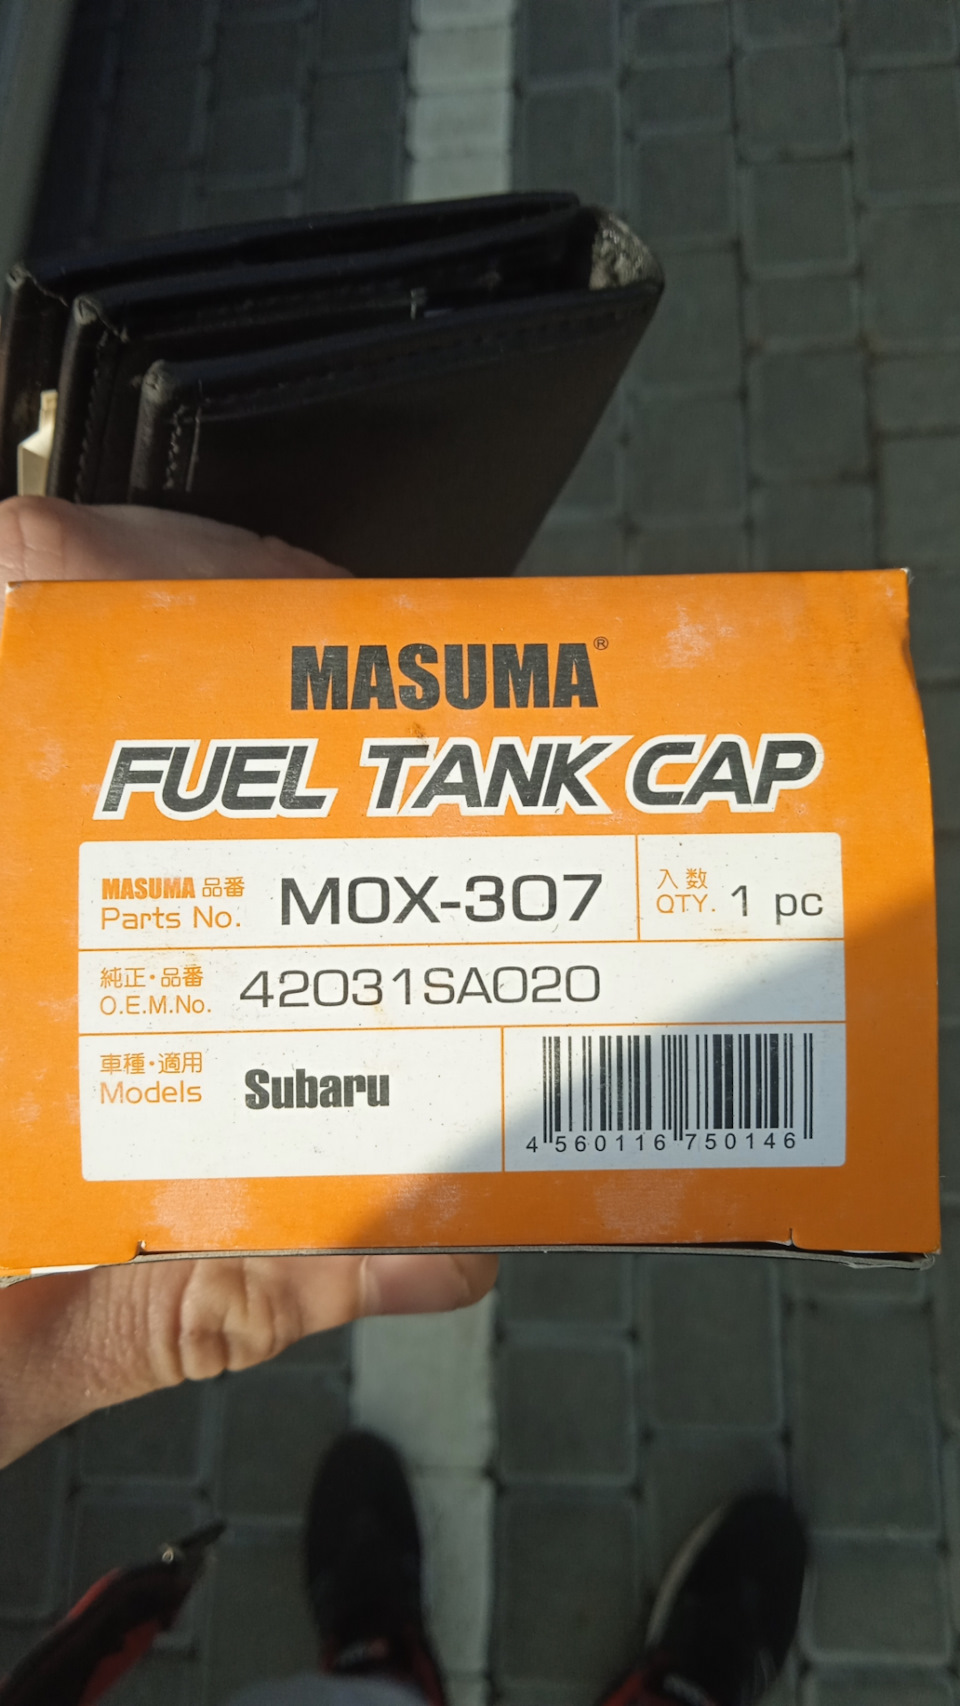 MASUMA®
FUEL TANK CAP
MASUMA 品番
Parts No.
MOX-307
入数
QTY.
1 pc
純正・品番
O.E.M.No.
42031SA020
車種・適用
Models
Subaru
4 560116 750146